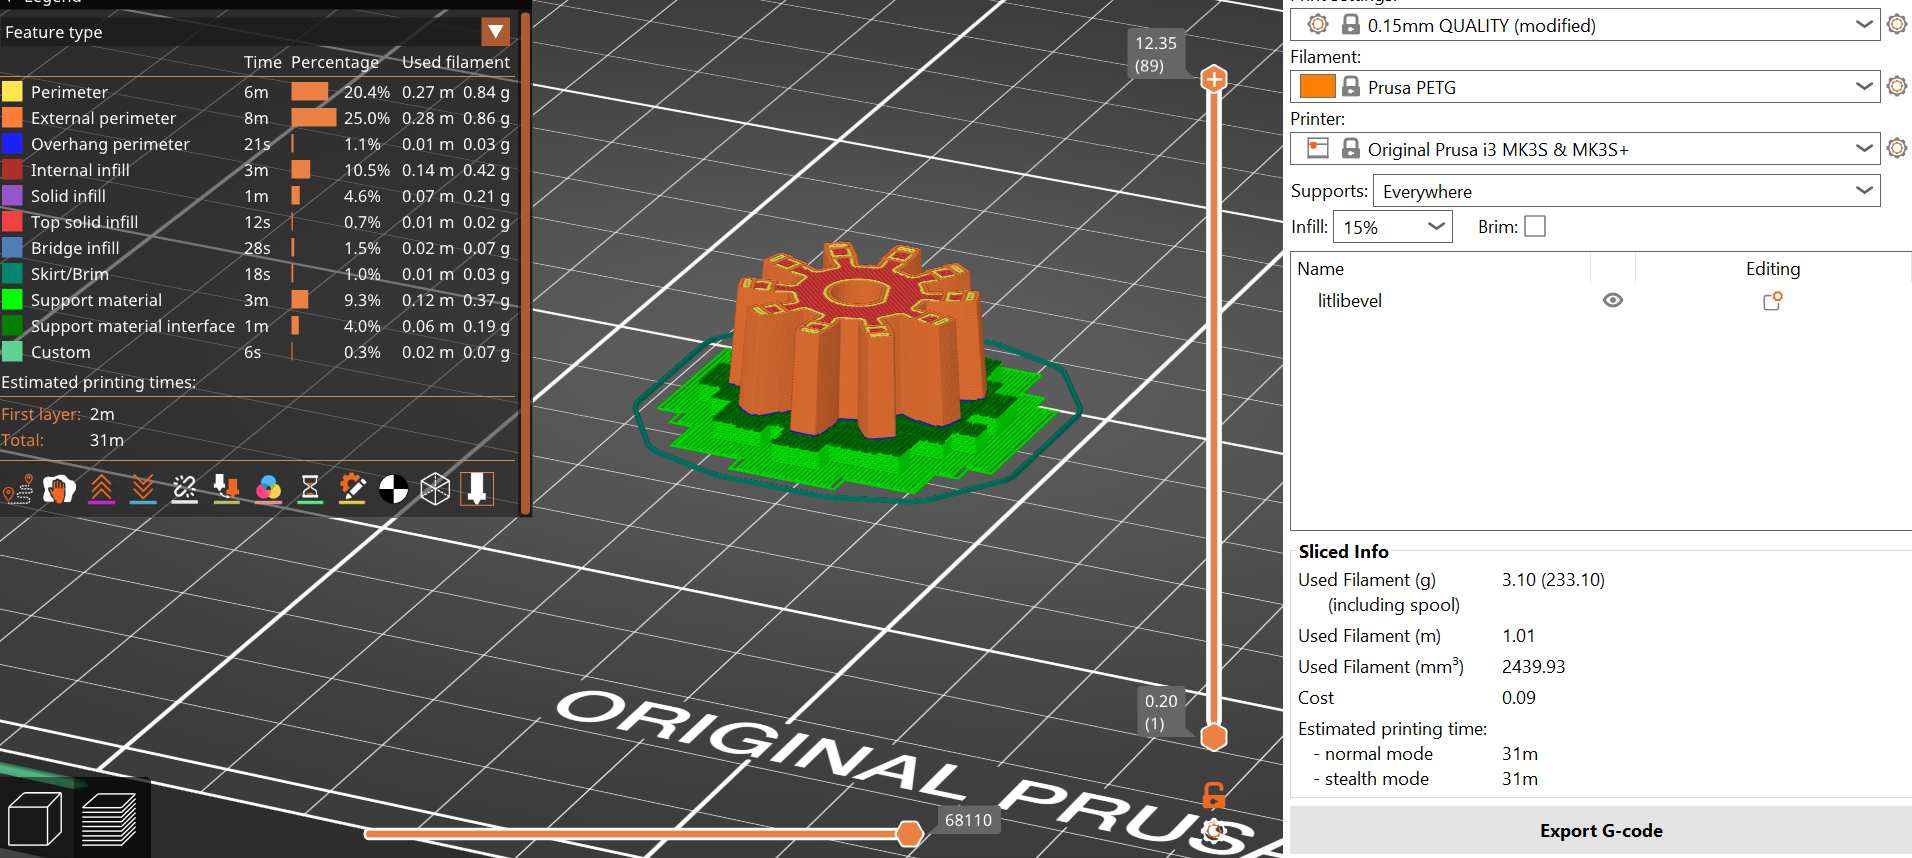 Legend
Feature type
Time Percentage Used filament
Perimeter 6m 20.4% 0.27 m 0.84 g
External perimeter 8m 25.0% 0.28 m 0.86 g
Overhang perimeter 21s 1.1% 0.01 m 0.03 g
Internal infill 3m 10.5% 0.14 m 0.42 g
Solid infill 1m 4.6% 0.07 m 0.21 g
Top solid infill 12s 0.7% 0.01 m 0.02 g
Bridge infill 28s 1.5% 0.02 m 0.07 g
Skirt/Brim 18s 1.0% 0.01 m 0.03 g
Support material 3m 9.3% 0.12 m 0.37 g
Support material interface 1m 4.0% 0.06 m 0.19 g
Custom 6s 0.3% 0.02 m 0.07 g
Estimated printing times:
First layer: 2m
Total: 31m
12.35
(89)
0.20
(1)
68110
ORIGINAL PRUSA
0.15mm QUALITY (modified)
Filament:
Prusa PETG
Printer:
Original Prusa i3 MK3S & MK3S+
Supports: Everywhere
Infill: 15% Brim:
Name Editing
litlibevel
Sliced Info
Used Filament (g) 3.10 (233.10)
(including spool)
Used Filament (m) 1.01
Used Filament (mm³) 2439.93
Cost 0.09
Estimated printing time:
- normal mode 31m
- stealth mode 31m
Export G-code